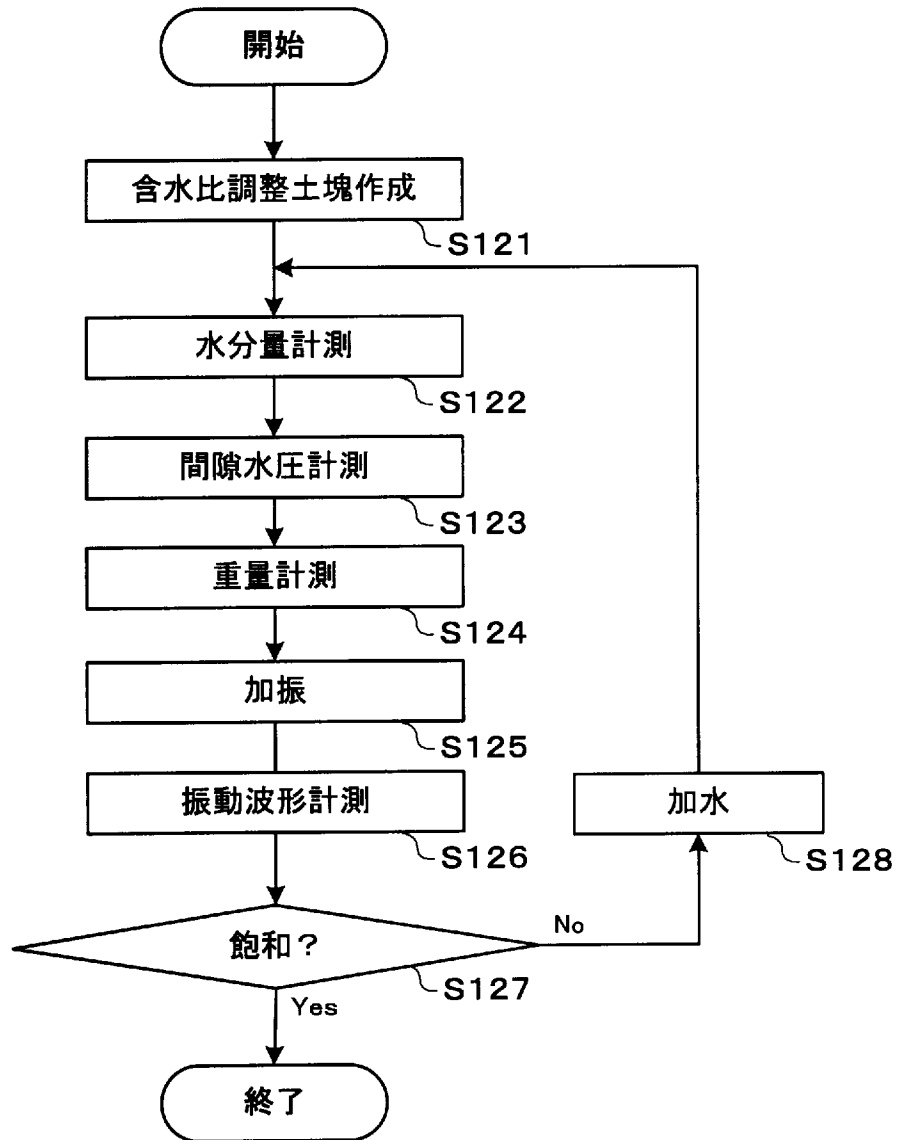 開始
含水比調整土塊作成
S121
水分量計測
S122
間隙水圧計測
S123
重量計測
S124
加振
S125
振動波形計測
S126
加水
S128
飽和？
No
S127
Yes
終了